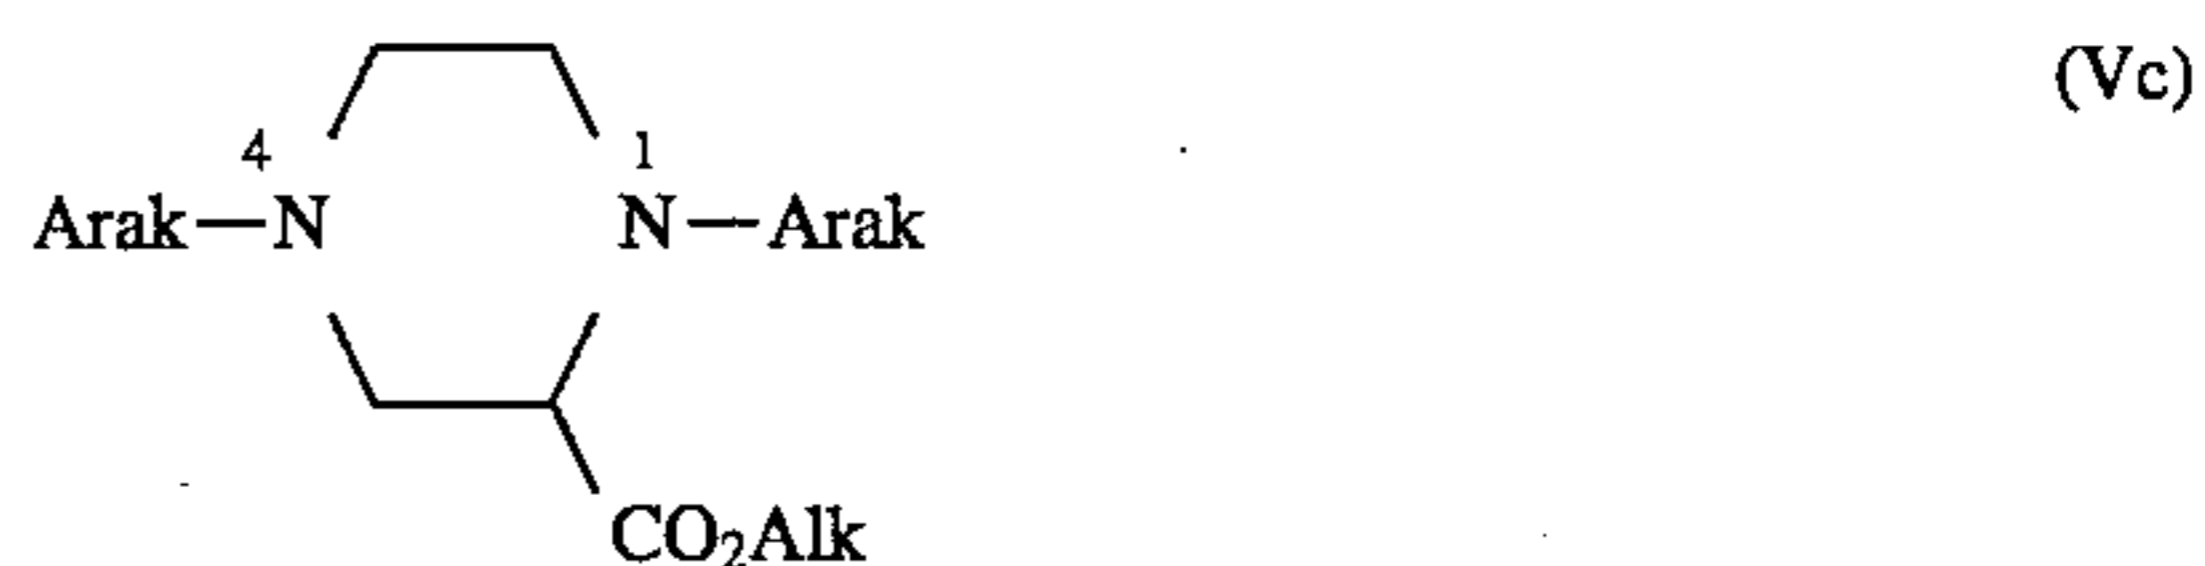 (Vc)
4 1
Arak—N N—Arak
CO₂Alk